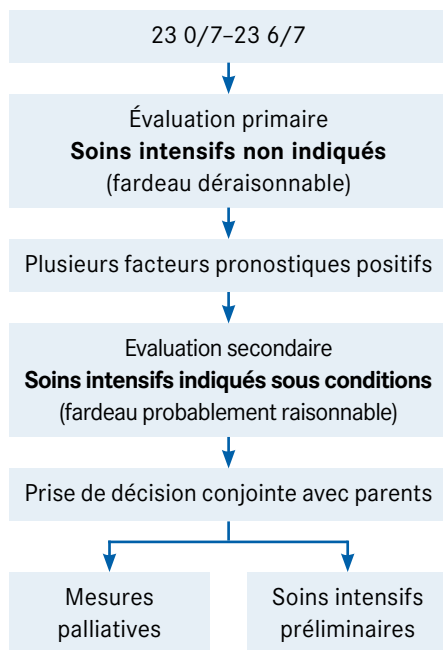 23 0/7–23 6/7
Évaluation primaire
Soins intensifs non indiqués
(fardeau déraisonnable)
Plusieurs facteurs pronostiques positifs
Evaluation secondaire
Soins intensifs indiqués sous conditions
(fardeau probablement raisonnable)
Prise de décision conjointe avec parents
Mesures
palliatives
Soins intensifs
préliminaires